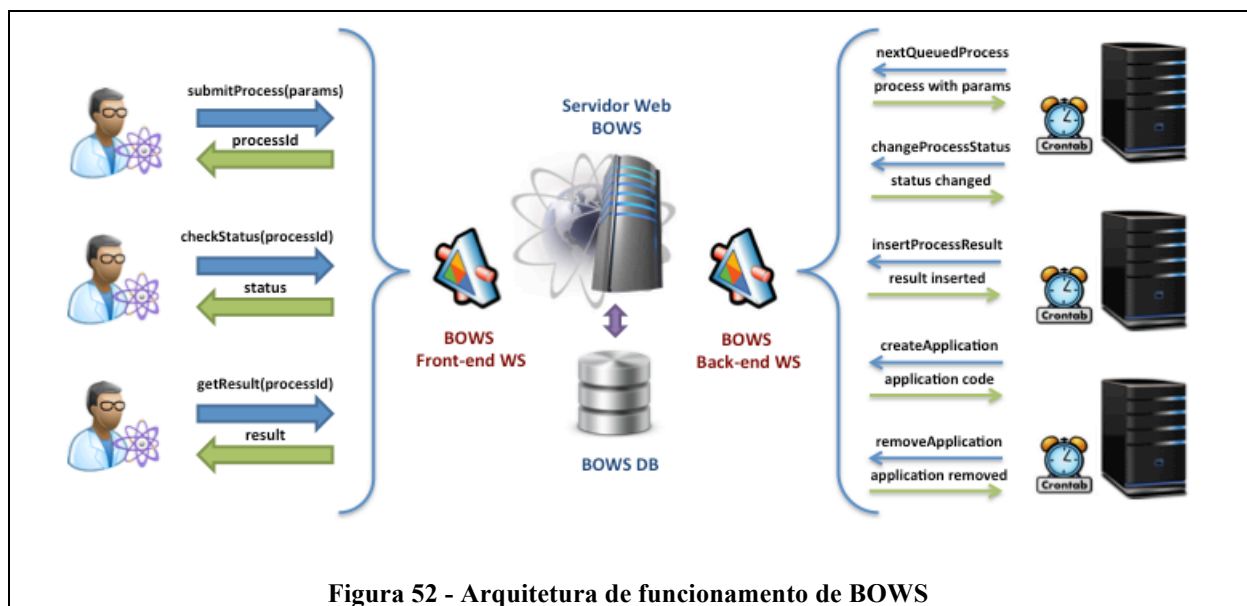 submitProcess(params)
processId
checkStatus(processId)
status
getResult(processId)
result
BOWS
Front-end WS
Servidor Web
BOWS
BOWS DB
BOWS
Back-end WS
nextQueuedProcess
process with params
changeProcessStatus
status changed
insertProcessResult
result inserted
createApplication
application code
removeApplication
application removed
Crontab
Crontab
Crontab
Figura 52 - Arquitetura de funcionamento de BOWS